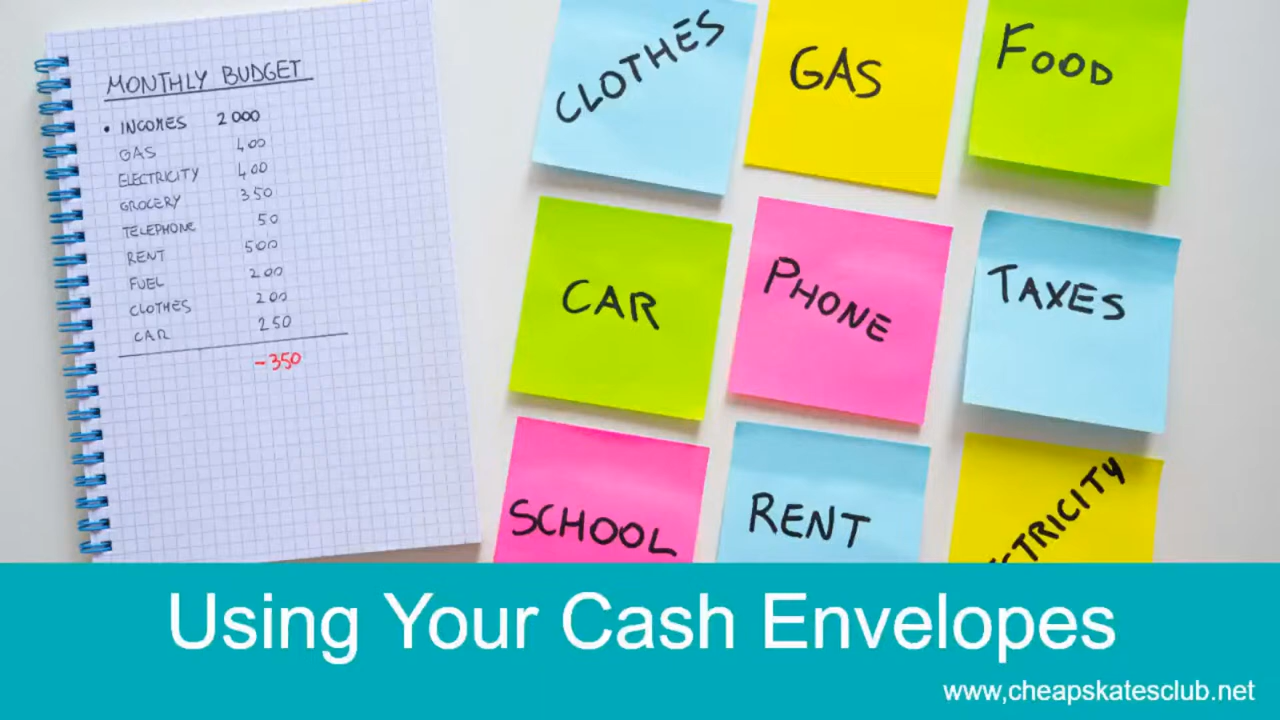 MONTHLY BUDGET
• INCOMES 2000
GAS 400
ELECTRICITY 400
GROCERY 350
TELEPHONE 50
RENT 500
FUEL 200
CLOTHES 200
CAR 250
-350
CLOTHES
GAS
FOOD
CAR
PHONE
TAXES
SCHOOL
RENT
CTRICITY
Using Your Cash Envelopes
www,cheapskatesclub.net